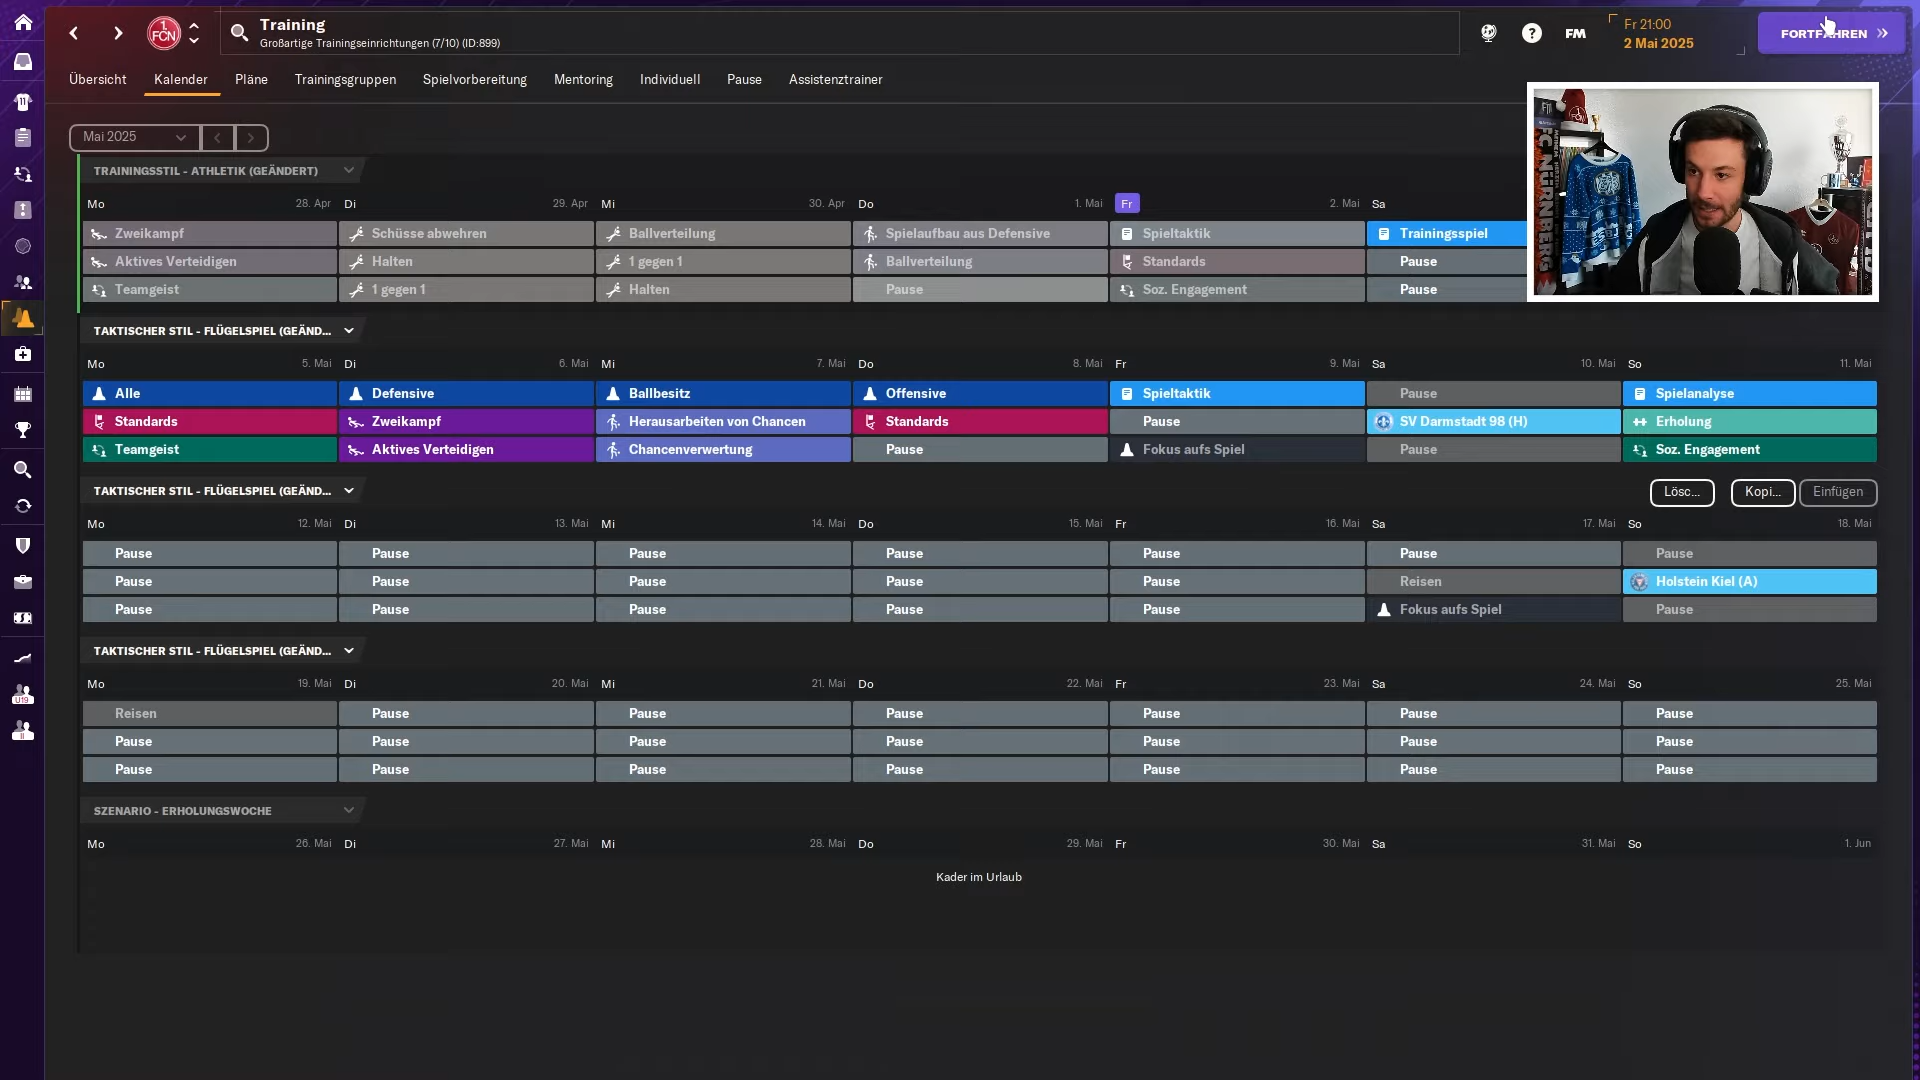 Training
Großartige Trainingseinrichtungen (7/10) (ID:899)
FM
Fr 21:00
2 Mai 2025
FORTFAHREN
Übersicht Kalender Pläne Trainingsgruppen Spielvorbereitung Mentoring Individuell Pause Assistenztrainer
Mai 2025
TRAININGSSTIL - ATHLETIK (GEÄNDERT)
Mo 28. Apr Di 29. Apr Mi 30. Apr Do 1. Mai Fr 2. Mai Sa
Zweikampf Schüsse abwehren Ballverteilung Spielaufbau aus Defensive Spieltaktik Trainingsspiel
Aktives Verteidigen Halten 1 gegen 1 Ballverteilung Standards Pause
Teamgeist 1 gegen 1 Halten Pause Soz. Engagement Pause
TAKTISCHER STIL - FLÜGELSPIEL (GEÄND...
Mo 5. Mai Di 6. Mai Mi 7. Mai Do 8. Mai Fr 9. Mai Sa 10. Mai So 11. Mai
Alle Defensive Ballbesitz Offensive Spieltaktik Pause Spielanalyse
Standards Zweikampf Herausarbeiten von Chancen Standards Pause SV Darmstadt 98 (H) Erholung
Teamgeist Aktives Verteidigen Chancenverwertung Pause Fokus aufs Spiel Pause Soz. Engagement
TAKTISCHER STIL - FLÜGELSPIEL (GEÄND... Lösc... Kopi... Einfügen
Mo 12. Mai Di 13. Mai Mi 14. Mai Do 15. Mai Fr 16. Mai Sa 17. Mai So 18. Mai
Pause Pause Pause Pause Pause Pause Pause
Pause Pause Pause Pause Pause Reisen Holstein Kiel (A)
Pause Pause Pause Pause Pause Fokus aufs Spiel Pause
TAKTISCHER STIL - FLÜGELSPIEL (GEÄND...
Mo 19. Mai Di 20. Mai Mi 21. Mai Do 22. Mai Fr 23. Mai Sa 24. Mai So 25. Mai
Reisen Pause Pause Pause Pause Pause Pause
Pause Pause Pause Pause Pause Pause Pause
Pause Pause Pause Pause Pause Pause Pause
SZENARIO - ERHOLUNGSWOCHE
Mo 26. Mai Di 27. Mai Mi 28. Mai Do 29. Mai Fr 30. Mai Sa 31. Mai So 1. Jun
Kader im Urlaub
1.
FCN
11
U19
II
FC NÜRNBERG